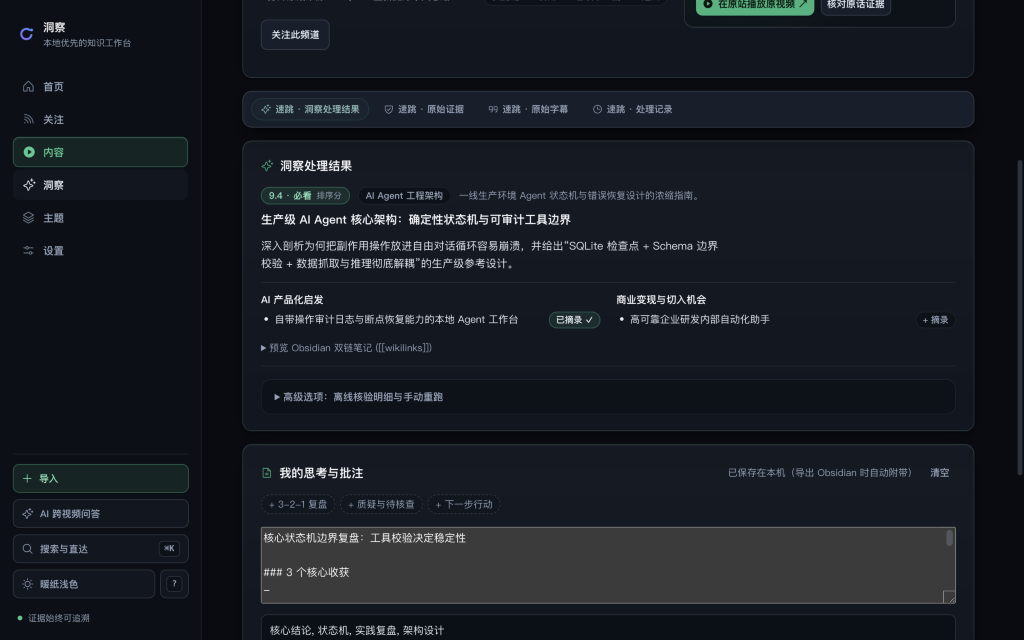 洞察
本地优先的知识工作台
首页
关注
内容
洞察
主题
设置
导入
AI 跨视频问答
搜索与直达 ⌘K
暖纸浅色 ?
证据始终可追溯
在原站播放原视频 ↗ 核对原话证据
关注此频道
速跳 · 洞察处理结果 速跳 · 原始证据 速跳 · 原始字幕 速跳 · 处理记录
洞察处理结果
9.4 · 必看 排序分 AI Agent 工程架构 一线生产环境 Agent 状态机与错误恢复设计的浓缩指南。
生产级 AI Agent 核心架构：确定性状态机与可审计工具边界
深入剖析为何把副作用操作放进自由对话循环容易崩溃，并给出“SQLite 检查点 + Schema 边界
校验 + 数据抓取与推理彻底解耦”的生产级参考设计。
AI 产品化启发
• 自带操作审计日志与断点恢复能力的本地 Agent 工作台 已摘录 ✓
商业变现与切入机会
• 高可靠企业研发内部自动化助手 + 摘录
▶ 预览 Obsidian 双链笔记 ([[wikilinks]])
▶ 高级选项：离线核验明细与手动重跑
我的思考与批注 已保存在本机（导出 Obsidian 时自动附带） 清空
+ 3-2-1 复盘 + 质疑与待核查 + 下一步行动
核心状态机边界复盘：工具校验决定稳定性
### 3 个核心收获
-
核心结论, 状态机, 实践复盘, 架构设计